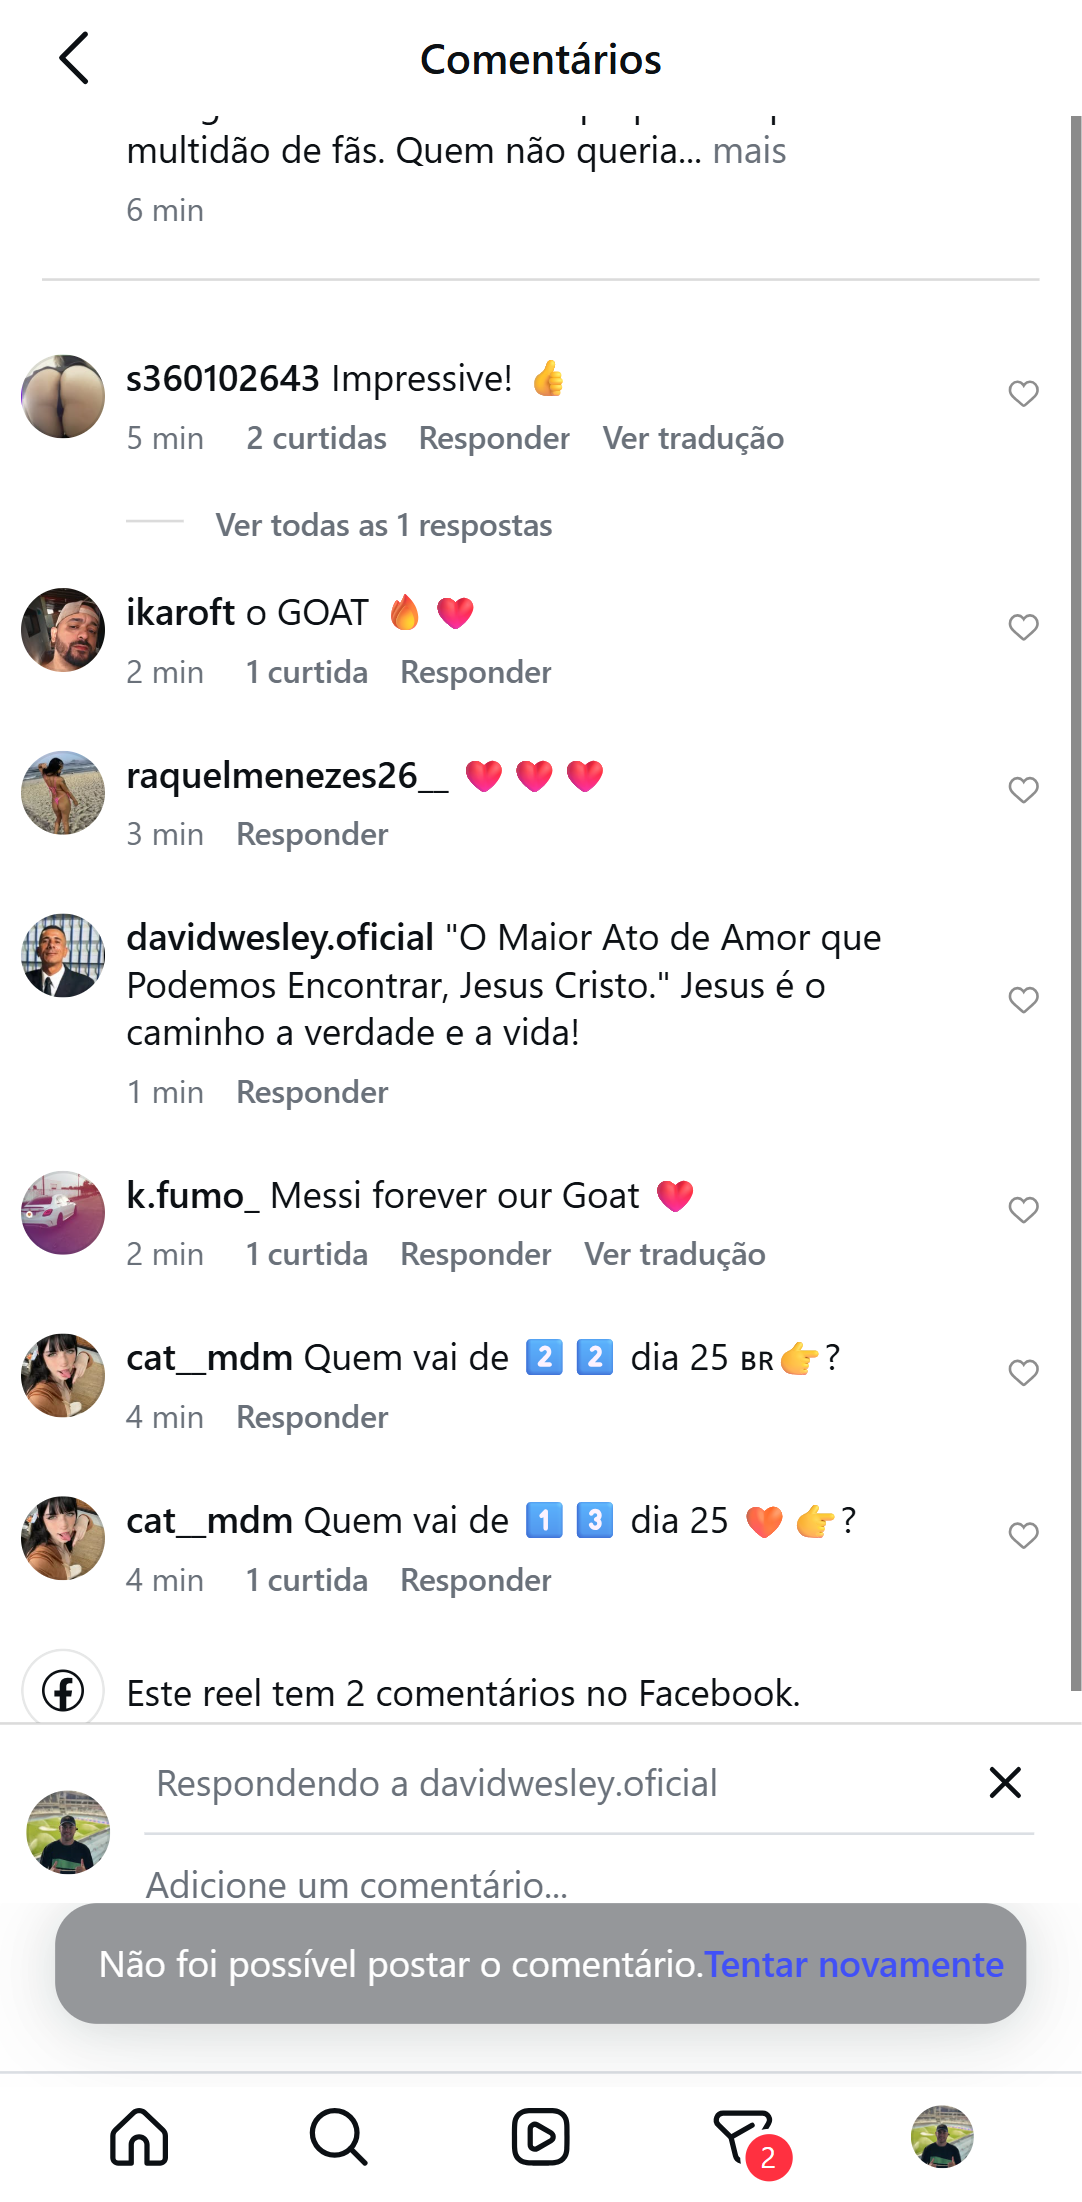 Comentários
multidão de fãs. Quem não queria... mais
6 min
s360102643 Impressive! 👍
5 min 2 curtidas Responder Ver tradução
Ver todas as 1 respostas
ikaroft o GOAT 🔥❤️
2 min 1 curtida Responder
raquelmenezes26__ ❤️❤️❤️
3 min Responder
davidwesley.oficial "O Maior Ato de Amor que
Podemos Encontrar, Jesus Cristo." Jesus é o
caminho a verdade e a vida!
1 min Responder
k.fumo_ Messi forever our Goat ❤️
2 min 1 curtida Responder Ver tradução
cat__mdm Quem vai de 2️⃣2️⃣ dia 25 🇧🇷👉?
4 min Responder
cat__mdm Quem vai de 1️⃣3️⃣ dia 25 ❤️👉?
4 min 1 curtida Responder
Este reel tem 2 comentários no Facebook.
Respondendo a davidwesley.oficial
Adicione um comentário...
Não foi possível postar o comentário.Tentar novamente
2